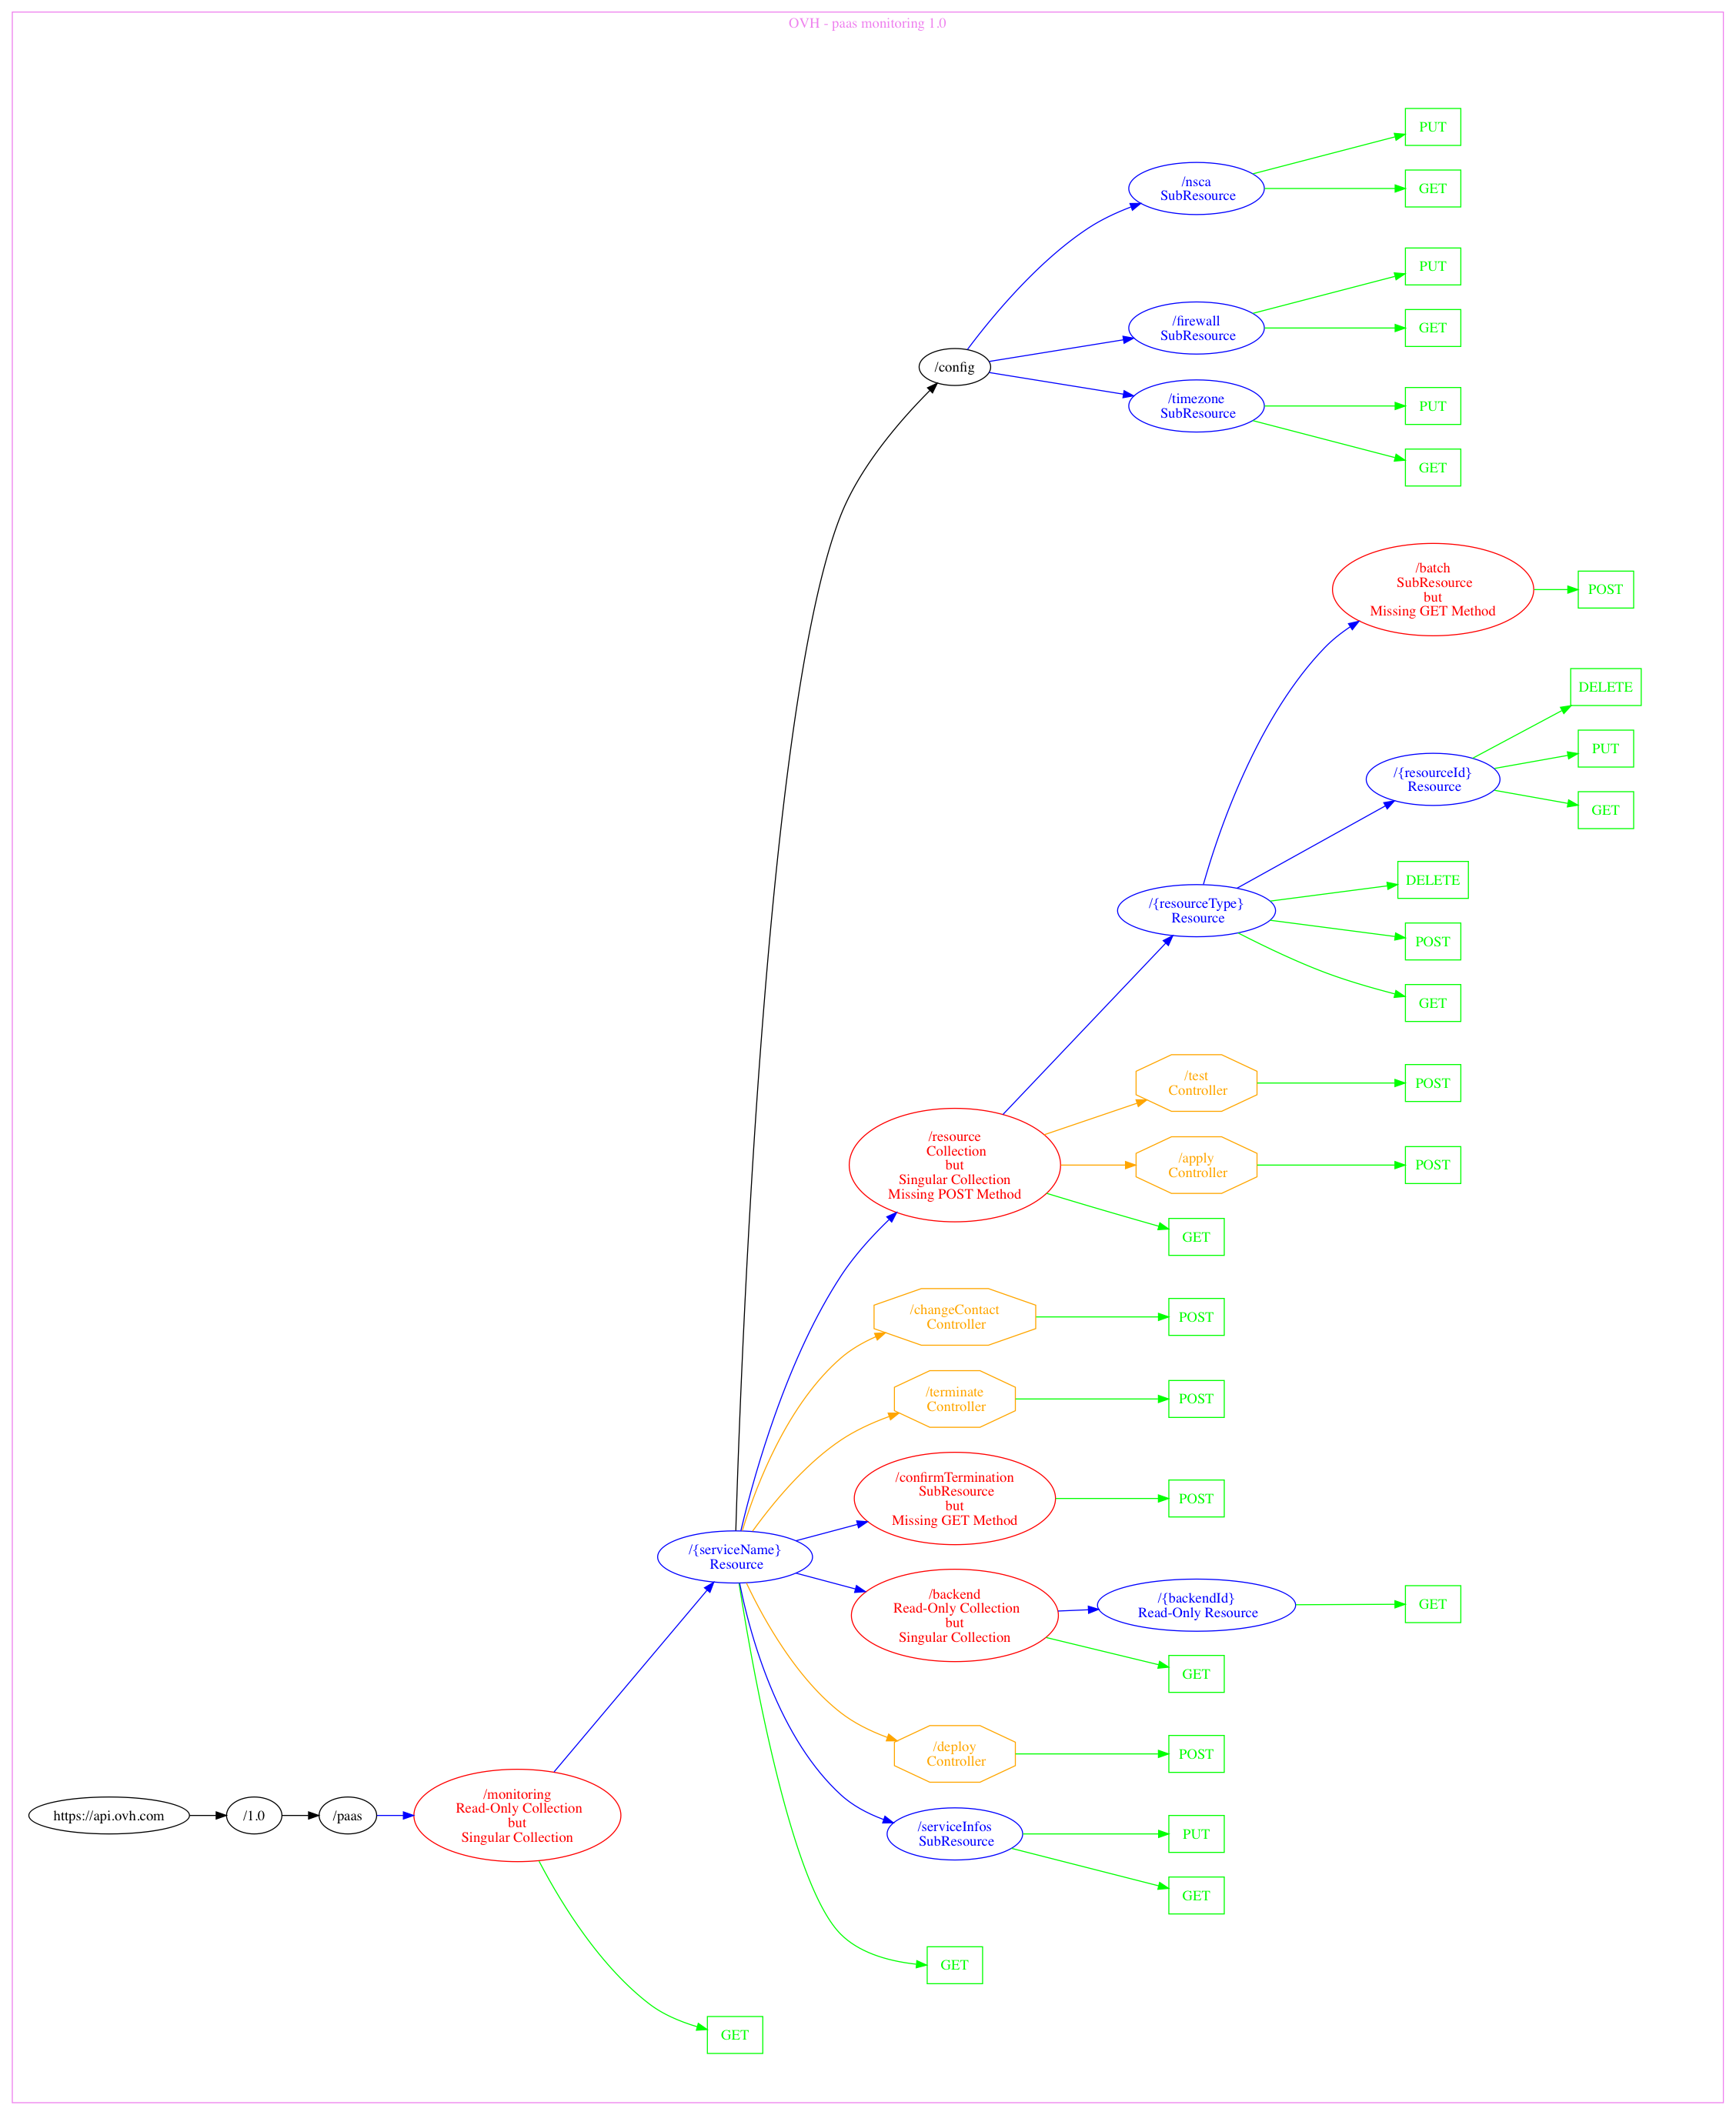 OVH - paas monitoring 1.0
PUT
/nsca
SubResource
GET
PUT
/firewall
SubResource
GET
/config
/timezone
SubResource
PUT
GET
/batch
SubResource
but
Missing GET Method
POST
DELETE
PUT
/{resourceId}
Resource
GET
DELETE
/{resourceType}
Resource
POST
GET
/test
Controller
POST
/resource
Collection
but
Singular Collection
Missing POST Method
/apply
Controller
POST
GET
/changeContact
Controller
POST
/terminate
Controller
POST
/confirmTermination
SubResource
but
Missing GET Method
POST
/{serviceName}
Resource
/backend
Read-Only Collection
but
Singular Collection
/{backendId}
Read-Only Resource
GET
GET
/deploy
Controller
POST
https://api.ovh.com
/1.0
/paas
/monitoring
Read-Only Collection
but
Singular Collection
/serviceInfos
SubResource
PUT
GET
GET
GET